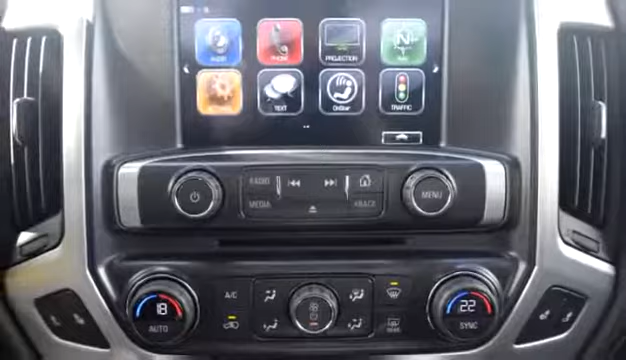 AUDIO PHONE PROJECTION NAV
TEXT OnStar TRAFFIC
RADIO
MEDIA
BACK
MENU
A/C
18
AUTO
22
SYNC